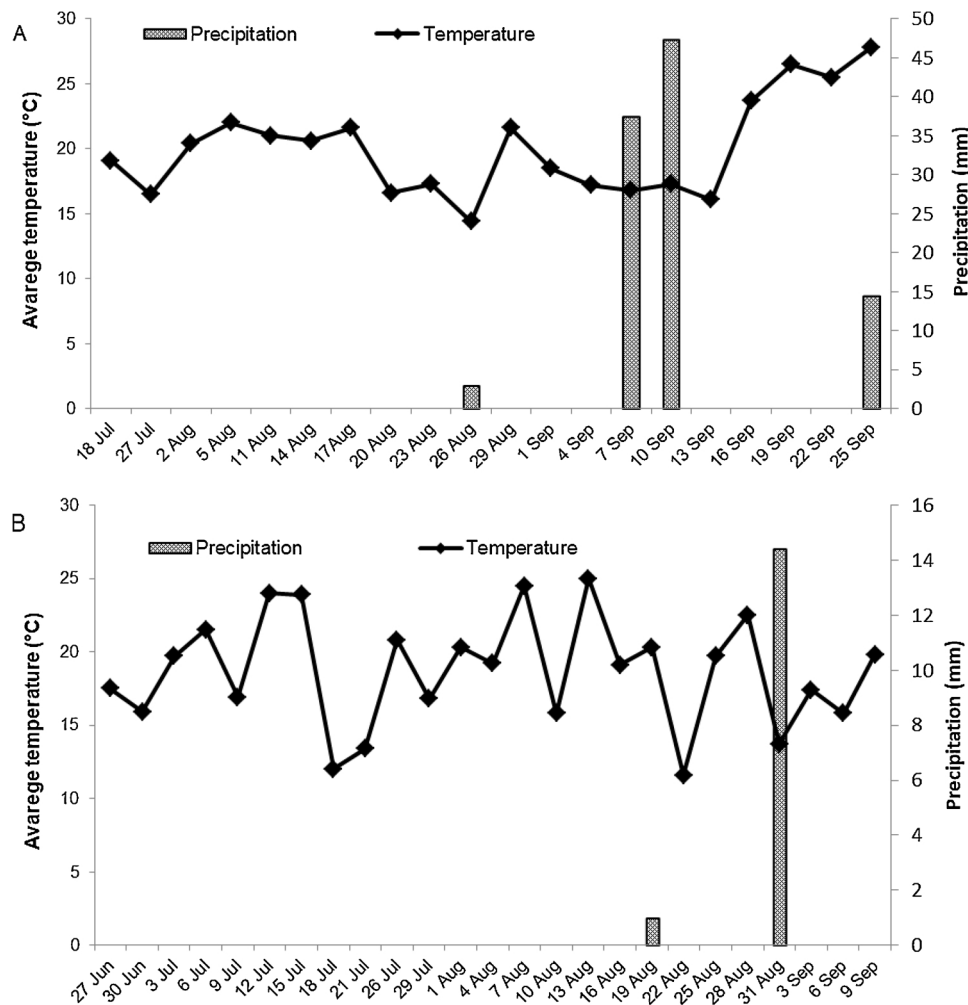 A
Precipitation
Temperature
Avarege temperature (°C)
30
25
20
15
10
5
0
Precipitation (mm)
50
45
40
35
30
25
20
15
10
5
0
18 Jul
27 Jul
2 Aug
5 Aug
11 Aug
14 Aug
17 Aug
20 Aug
23 Aug
26 Aug
29 Aug
1 Sep
4 Sep
7 Sep
10 Sep
13 Sep
16 Sep
19 Sep
22 Sep
25 Sep
B
Precipitation
Temperature
Avarege temperature (°C)
30
25
20
15
10
5
0
Precipitation (mm)
16
14
12
10
8
6
4
2
0
27 Jun
30 Jun
3 Jul
6 Jul
9 Jul
12 Jul
15 Jul
18 Jul
21 Jul
26 Jul
29 Jul
1 Aug
4 Aug
7 Aug
10 Aug
13 Aug
16 Aug
19 Aug
22 Aug
25 Aug
28 Aug
31 Aug
3 Sep
6 Sep
9 Sep